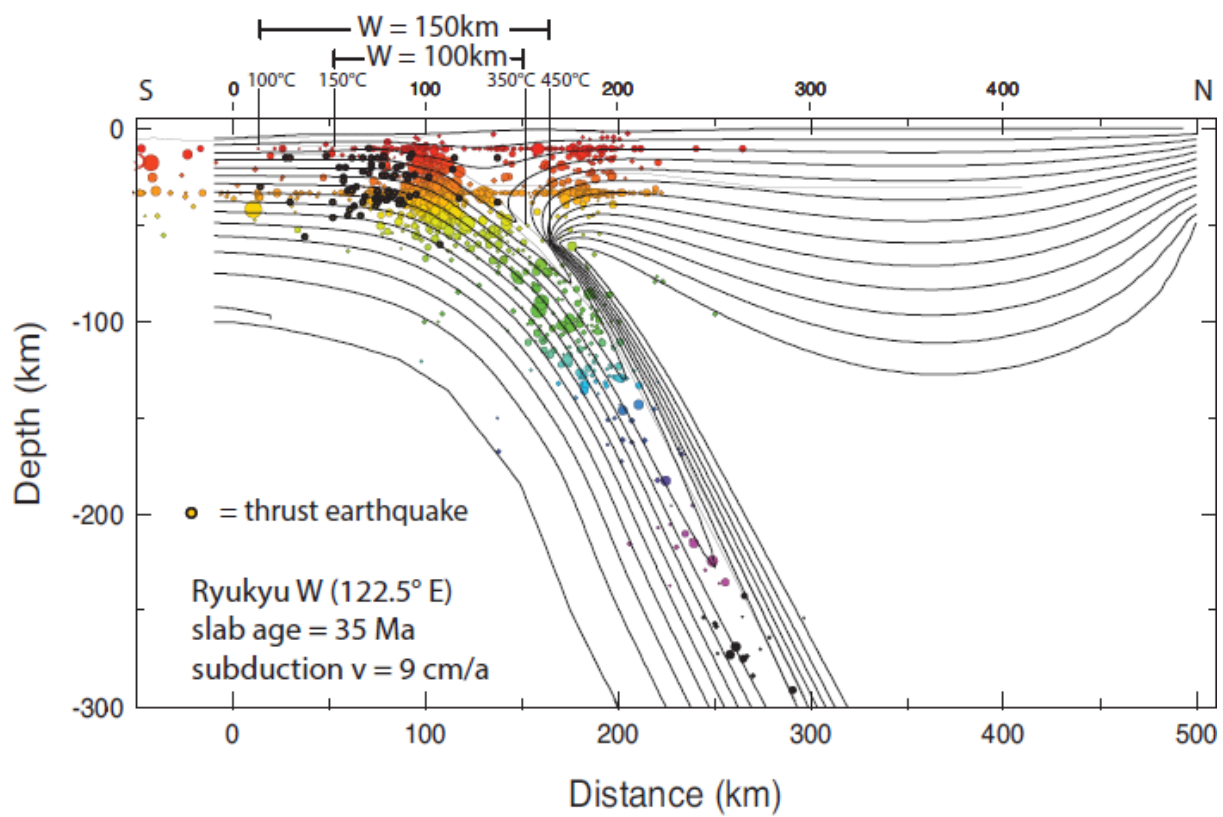 W = 150km
W = 100km
100°C 150°C 350°C 450°C
S 0 100 200 300 400 N
0
-100
-200
-300
Depth (km)
= thrust earthquake
Ryukyu W (122.5° E)
slab age = 35 Ma
subduction v = 9 cm/a
0 100 200 300 400 500
Distance (km)